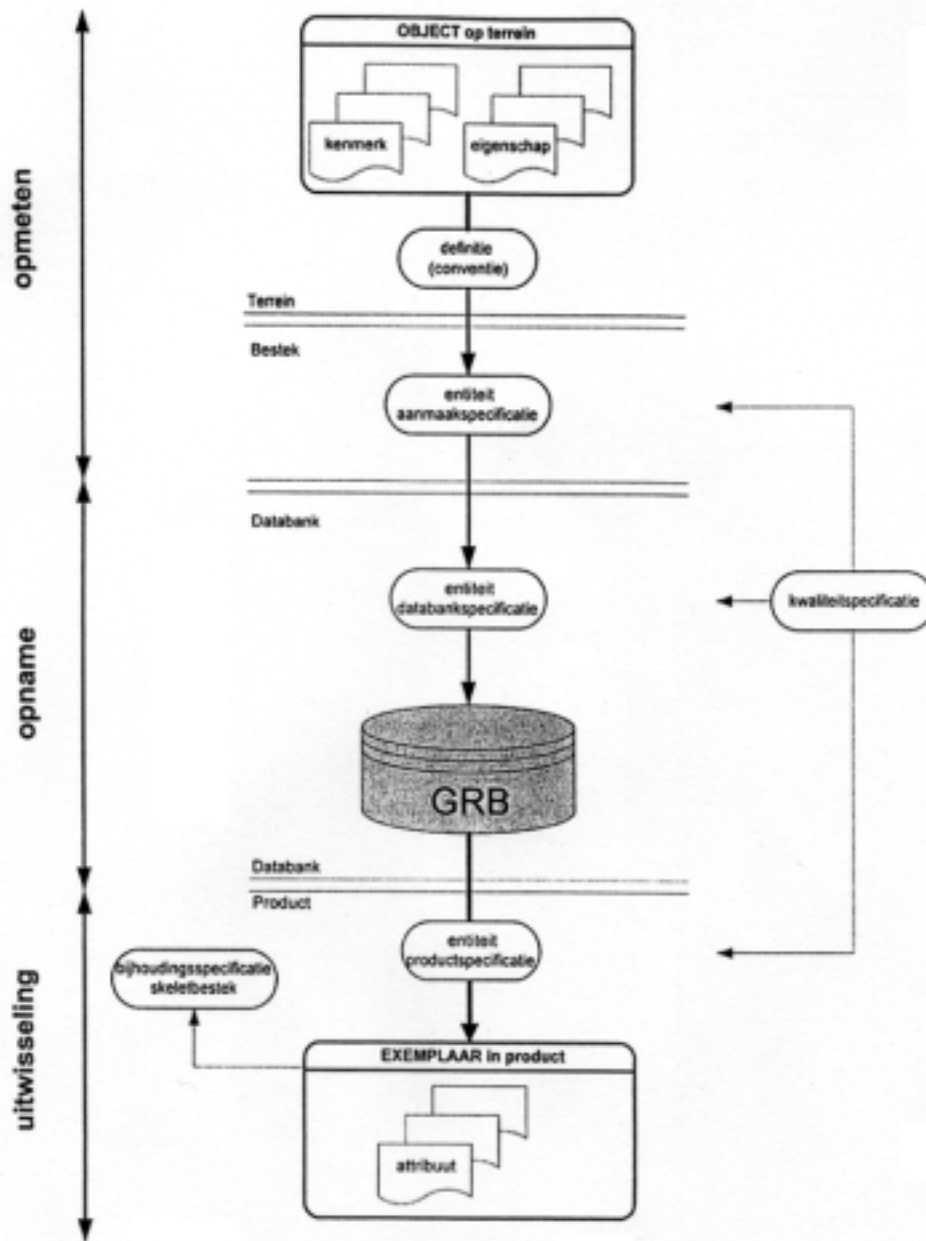 OBJECT op terrein
kenmerk
eigenschap
opmeten
definitie
(conventie)
Terrein
Bestek
entiteit
aanmaakspecificatie
Databank
entiteit
databankspecificatie
kwaliteitspecificatie
opname
GRB
Databank
Product
entiteit
productspecificatie
bijhoudingsspecificatie
skeletbestek
uitwisseling
EXEMPLAAR in product
attribuut